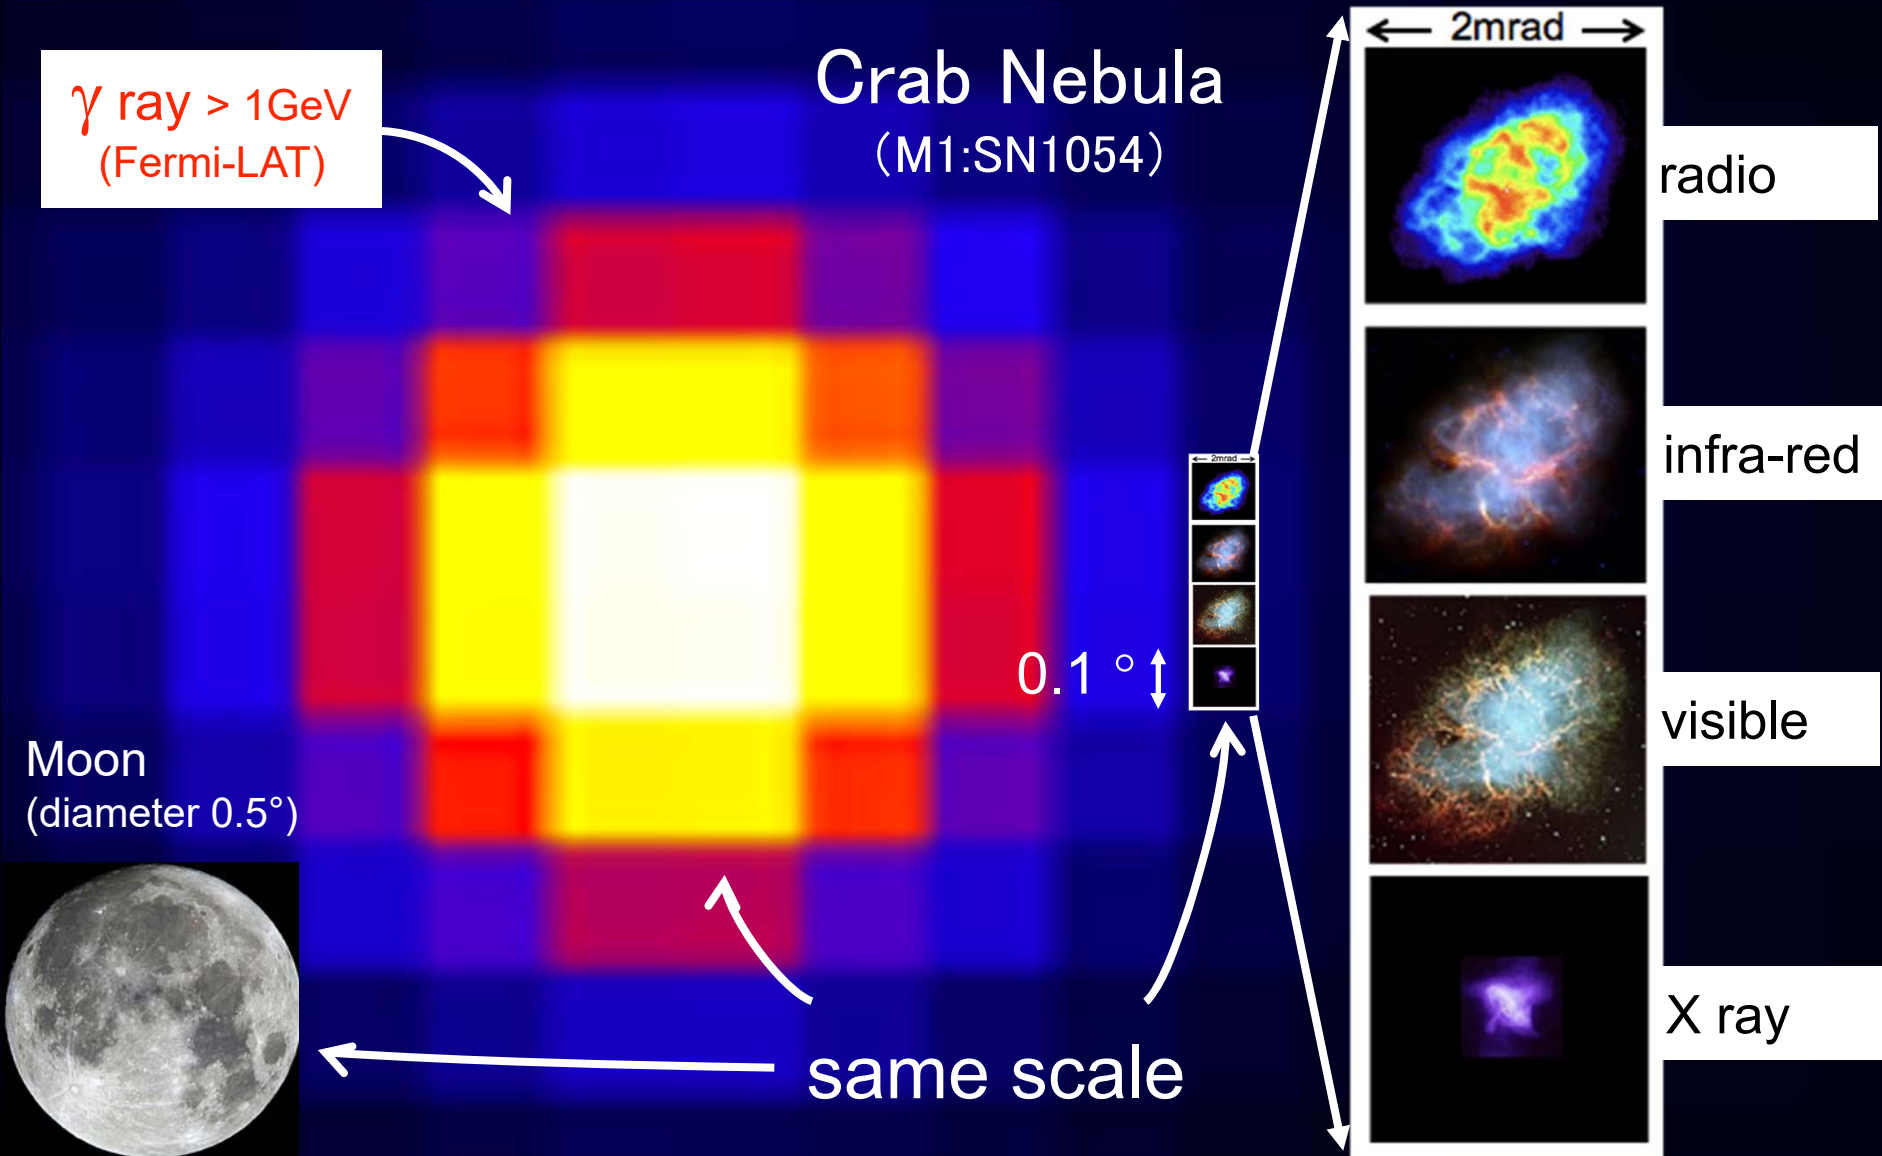 γ ray > 1GeV
(Fermi-LAT)
Crab Nebula
（M1:SN1054）
2mrad
radio
infra-red
visible
X ray
2mrad
0.1 °
Moon
(diameter 0.5°)
same scale